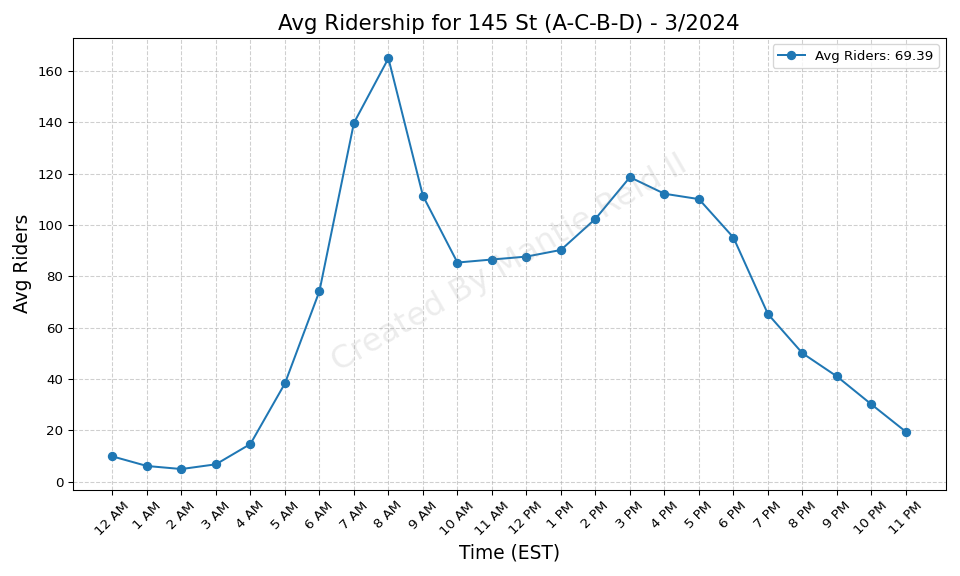 Avg Ridership for 145 St (A-C-B-D) - 3/2024
Avg Riders: 69.39
Avg Riders
160
140
120
100
80
60
40
20
0
Created By Mantie Reid II
12 AM
1 AM
2 AM
3 AM
4 AM
5 AM
6 AM
7 AM
8 AM
9 AM
10 AM
11 AM
12 PM
1 PM
2 PM
3 PM
4 PM
5 PM
6 PM
7 PM
8 PM
9 PM
10 PM
11 PM
Time (EST)